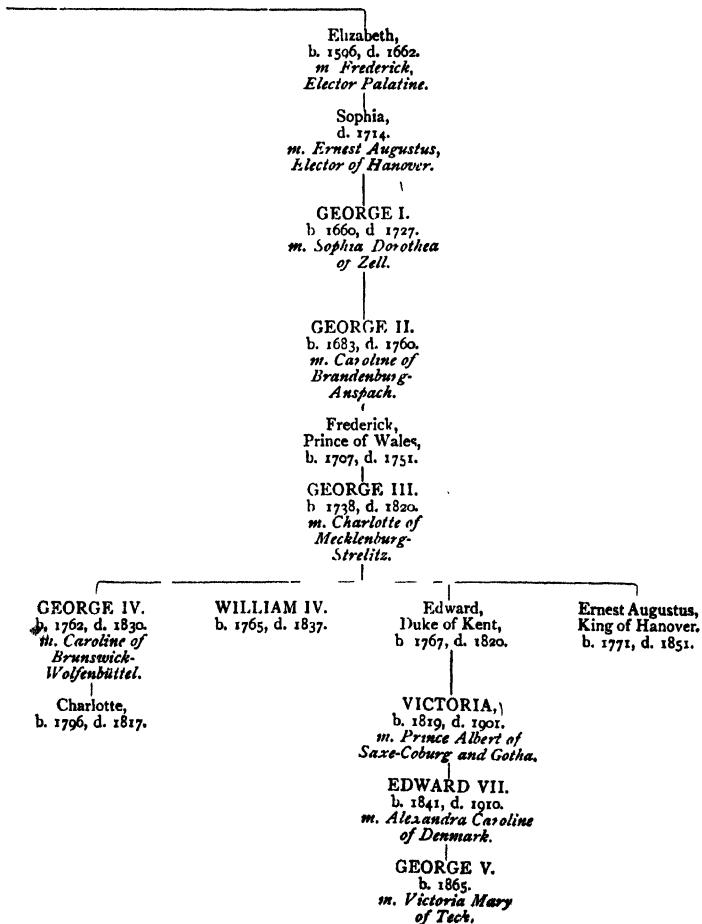 Elizabeth,
b. 1596, d. 1662.
m Frederick,
Elector Palatine.
Sophia,
d. 1714.
m. Ernest Augustus,
Elector of Hanover.
GEORGE I.
b 1660, d 1727.
m. Sophia Dorothea
of Zell.
GEORGE II.
b. 1683, d. 1760.
m. Caroline of
Brandenburg-
Anspach.
Frederick,
Prince of Wales,
b. 1707, d. 1751.
GEORGE III.
b 1738, d. 1820.
m. Charlotte of
Mecklenburg-
Strelitz.
GEORGE IV.
b. 1762, d. 1830.
m. Caroline of
Brunswick-
Wolfenbüttel.
Charlotte,
b. 1796, d. 1817.
WILLIAM IV.
b. 1765, d. 1837.
Edward,
Duke of Kent,
b 1767, d. 1820.
VICTORIA,
b. 1819, d. 1901.
m. Prince Albert of
Saxe-Coburg and Gotha.
EDWARD VII.
b. 1841, d. 1910.
m. Alexandra Caroline
of Denmark.
GEORGE V.
b. 1865.
m. Victoria Mary
of Teck.
Ernest Augustus,
King of Hanover.
b. 1771, d. 1851.